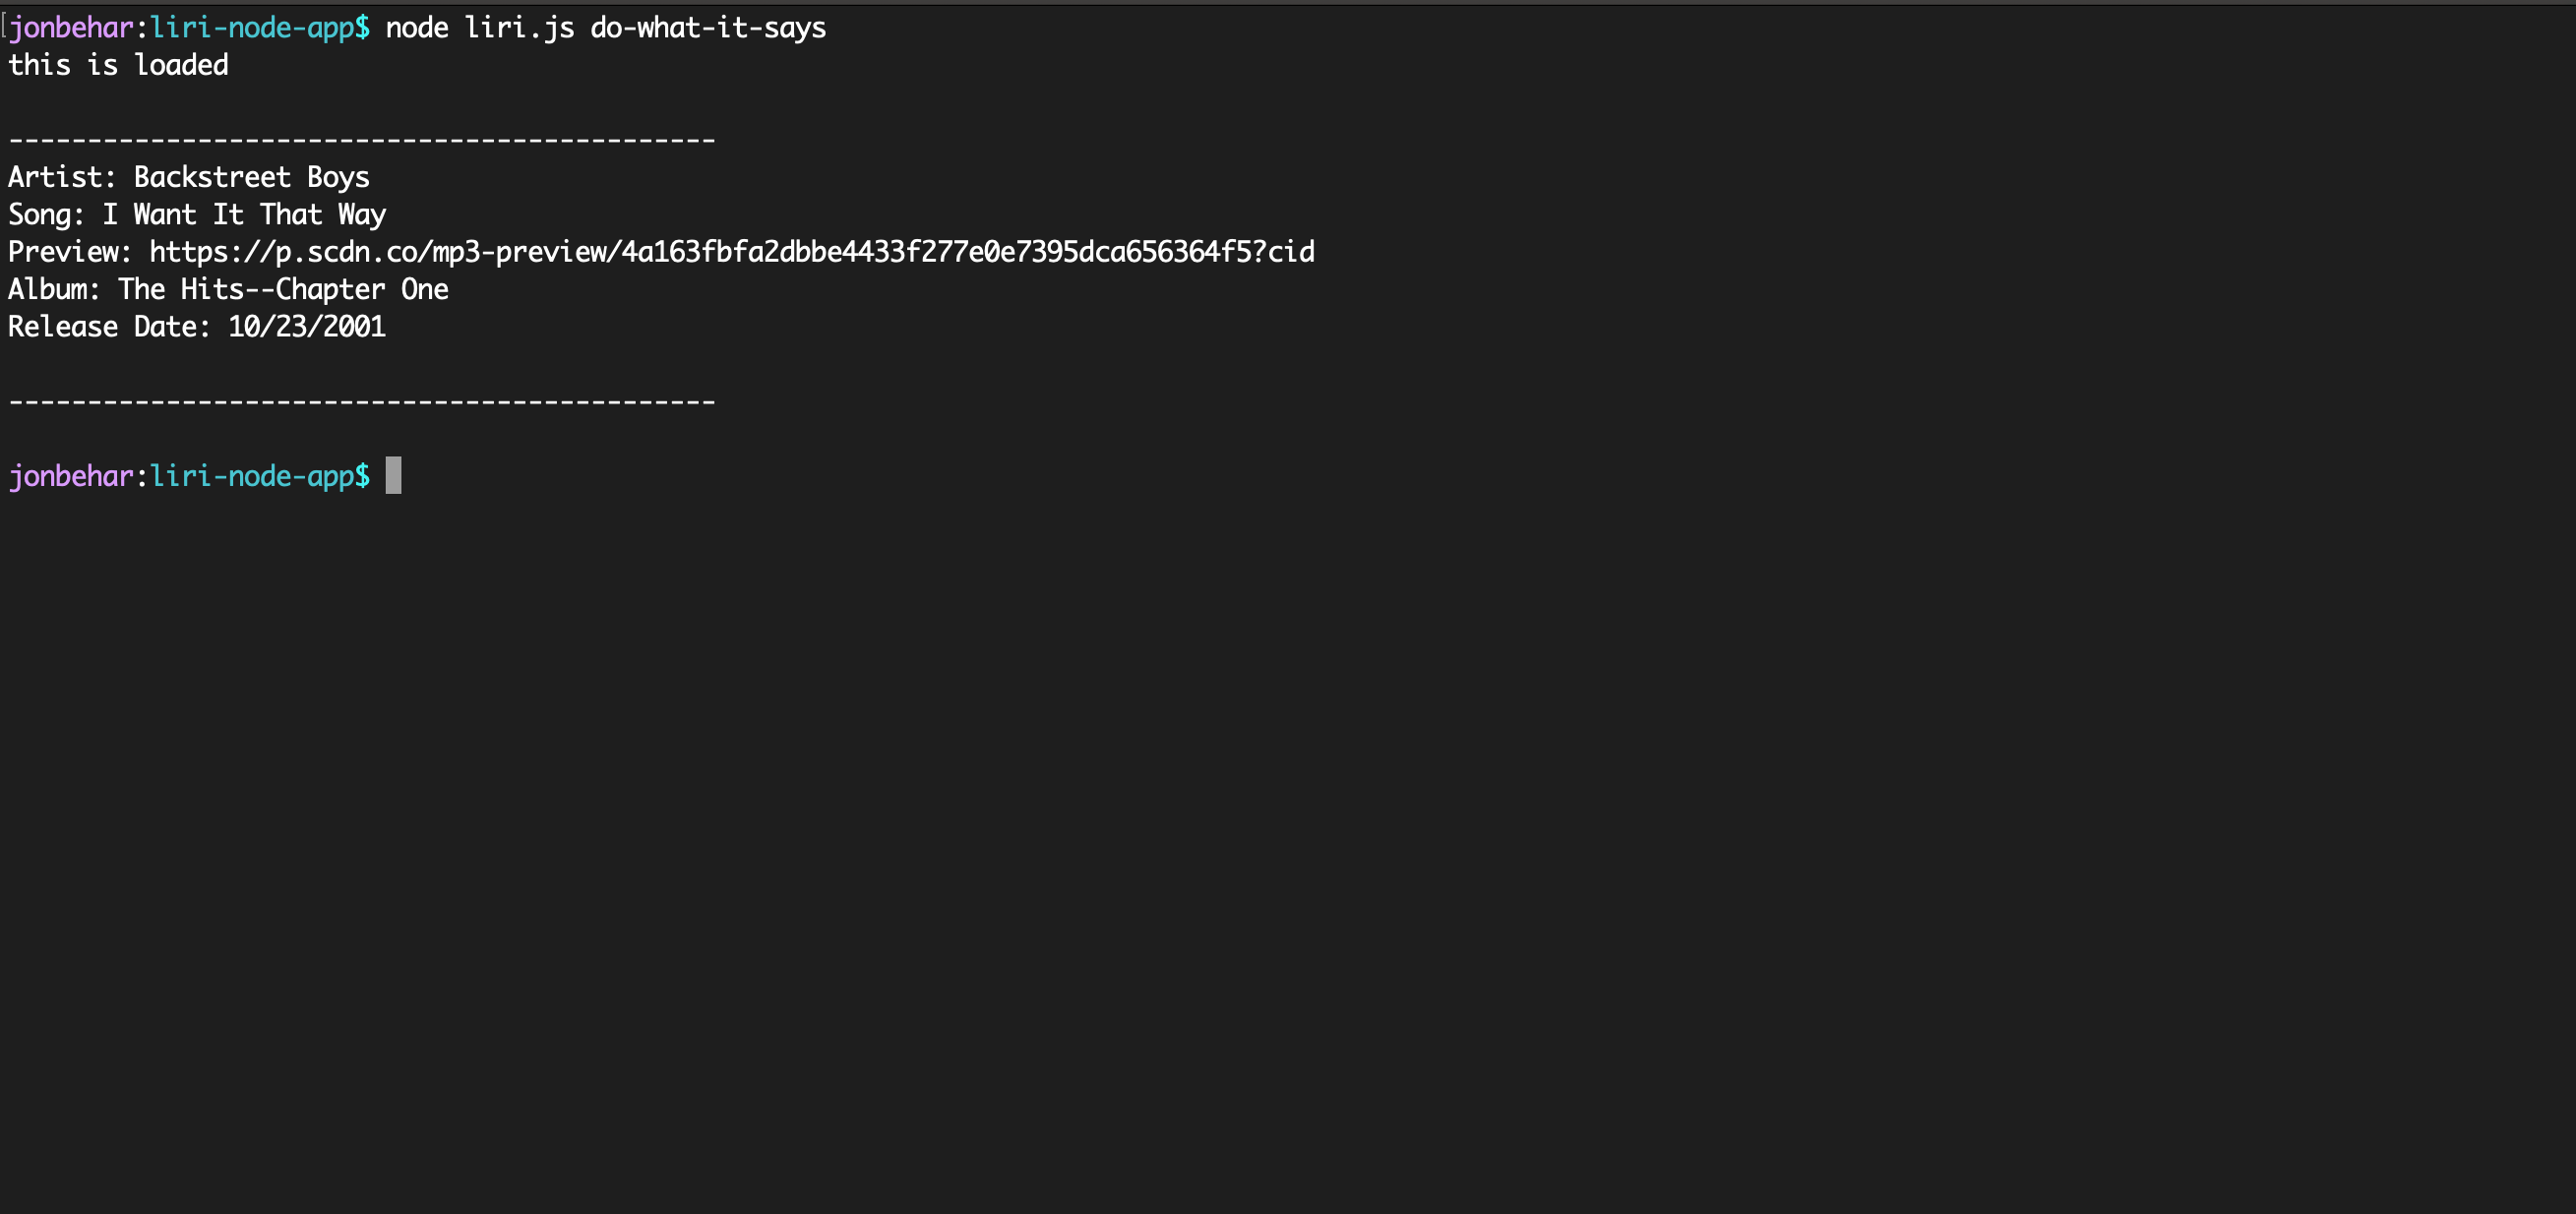 jonbehar:liri-node-app$ node liri.js do-what-it-says
this is loaded
---------------------------------------------
Artist: Backstreet Boys
Song: I Want It That Way
Preview: https://p.scdn.co/mp3-preview/4a163fbfa2dbbe4433f277e0e7395dca656364f5?cid
Album: The Hits--Chapter One
Release Date: 10/23/2001
---------------------------------------------
jonbehar:liri-node-app$